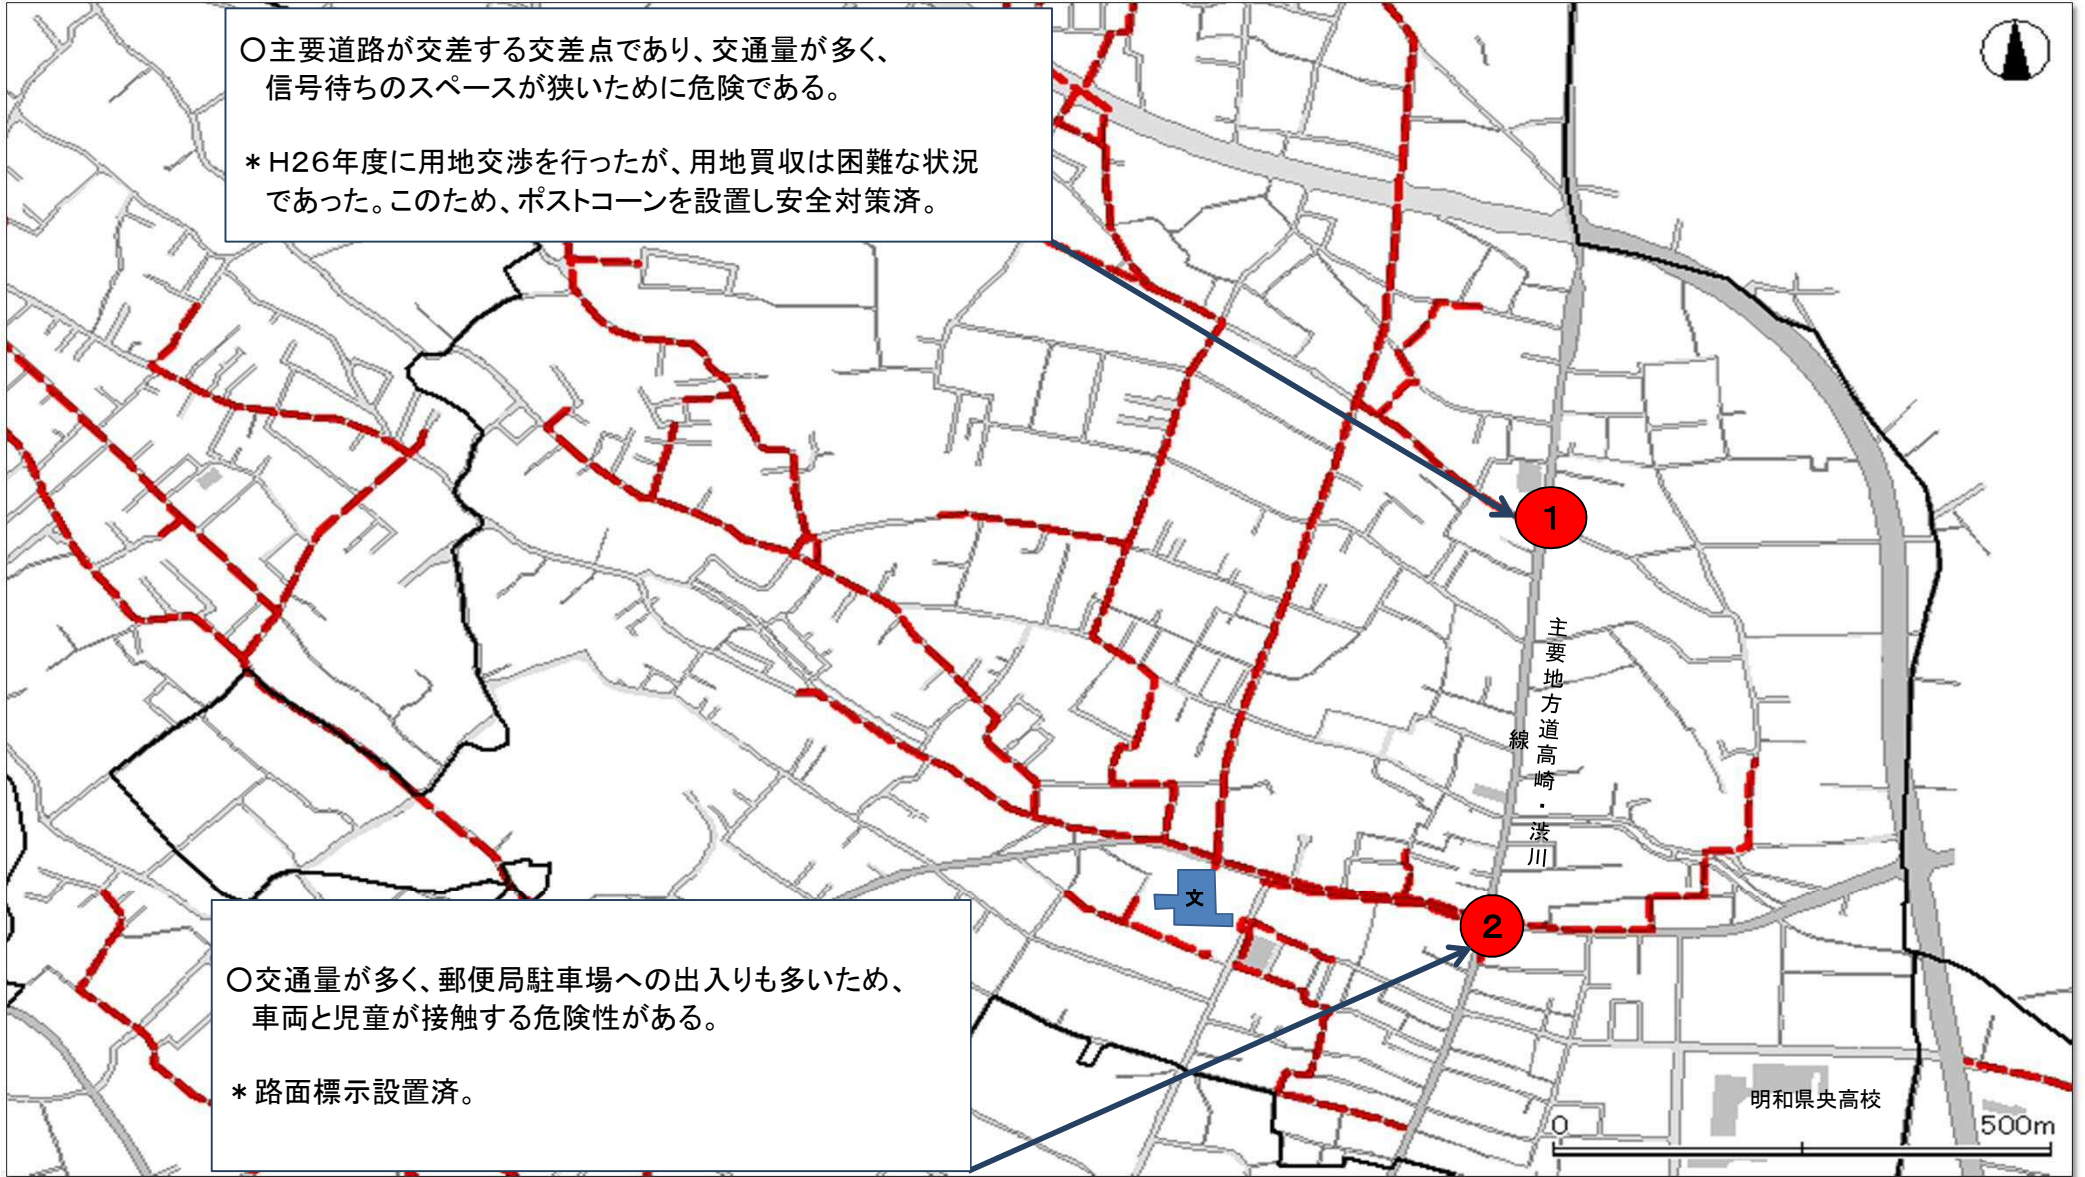 〇主要道路が交差する交差点であり、交通量が多く、
信号待ちのスペースが狭いために危険である。
＊H26年度に用地交渉を行ったが、用地買収は困難な状況
であった。このため、ポストコーンを設置し安全対策済。
1
主要地方道高崎・渋川
線
文
2
〇交通量が多く、郵便局駐車場への出入りも多いため、
車両と児童が接触する危険性がある。
＊路面標示設置済。
明和県央高校
0 500m